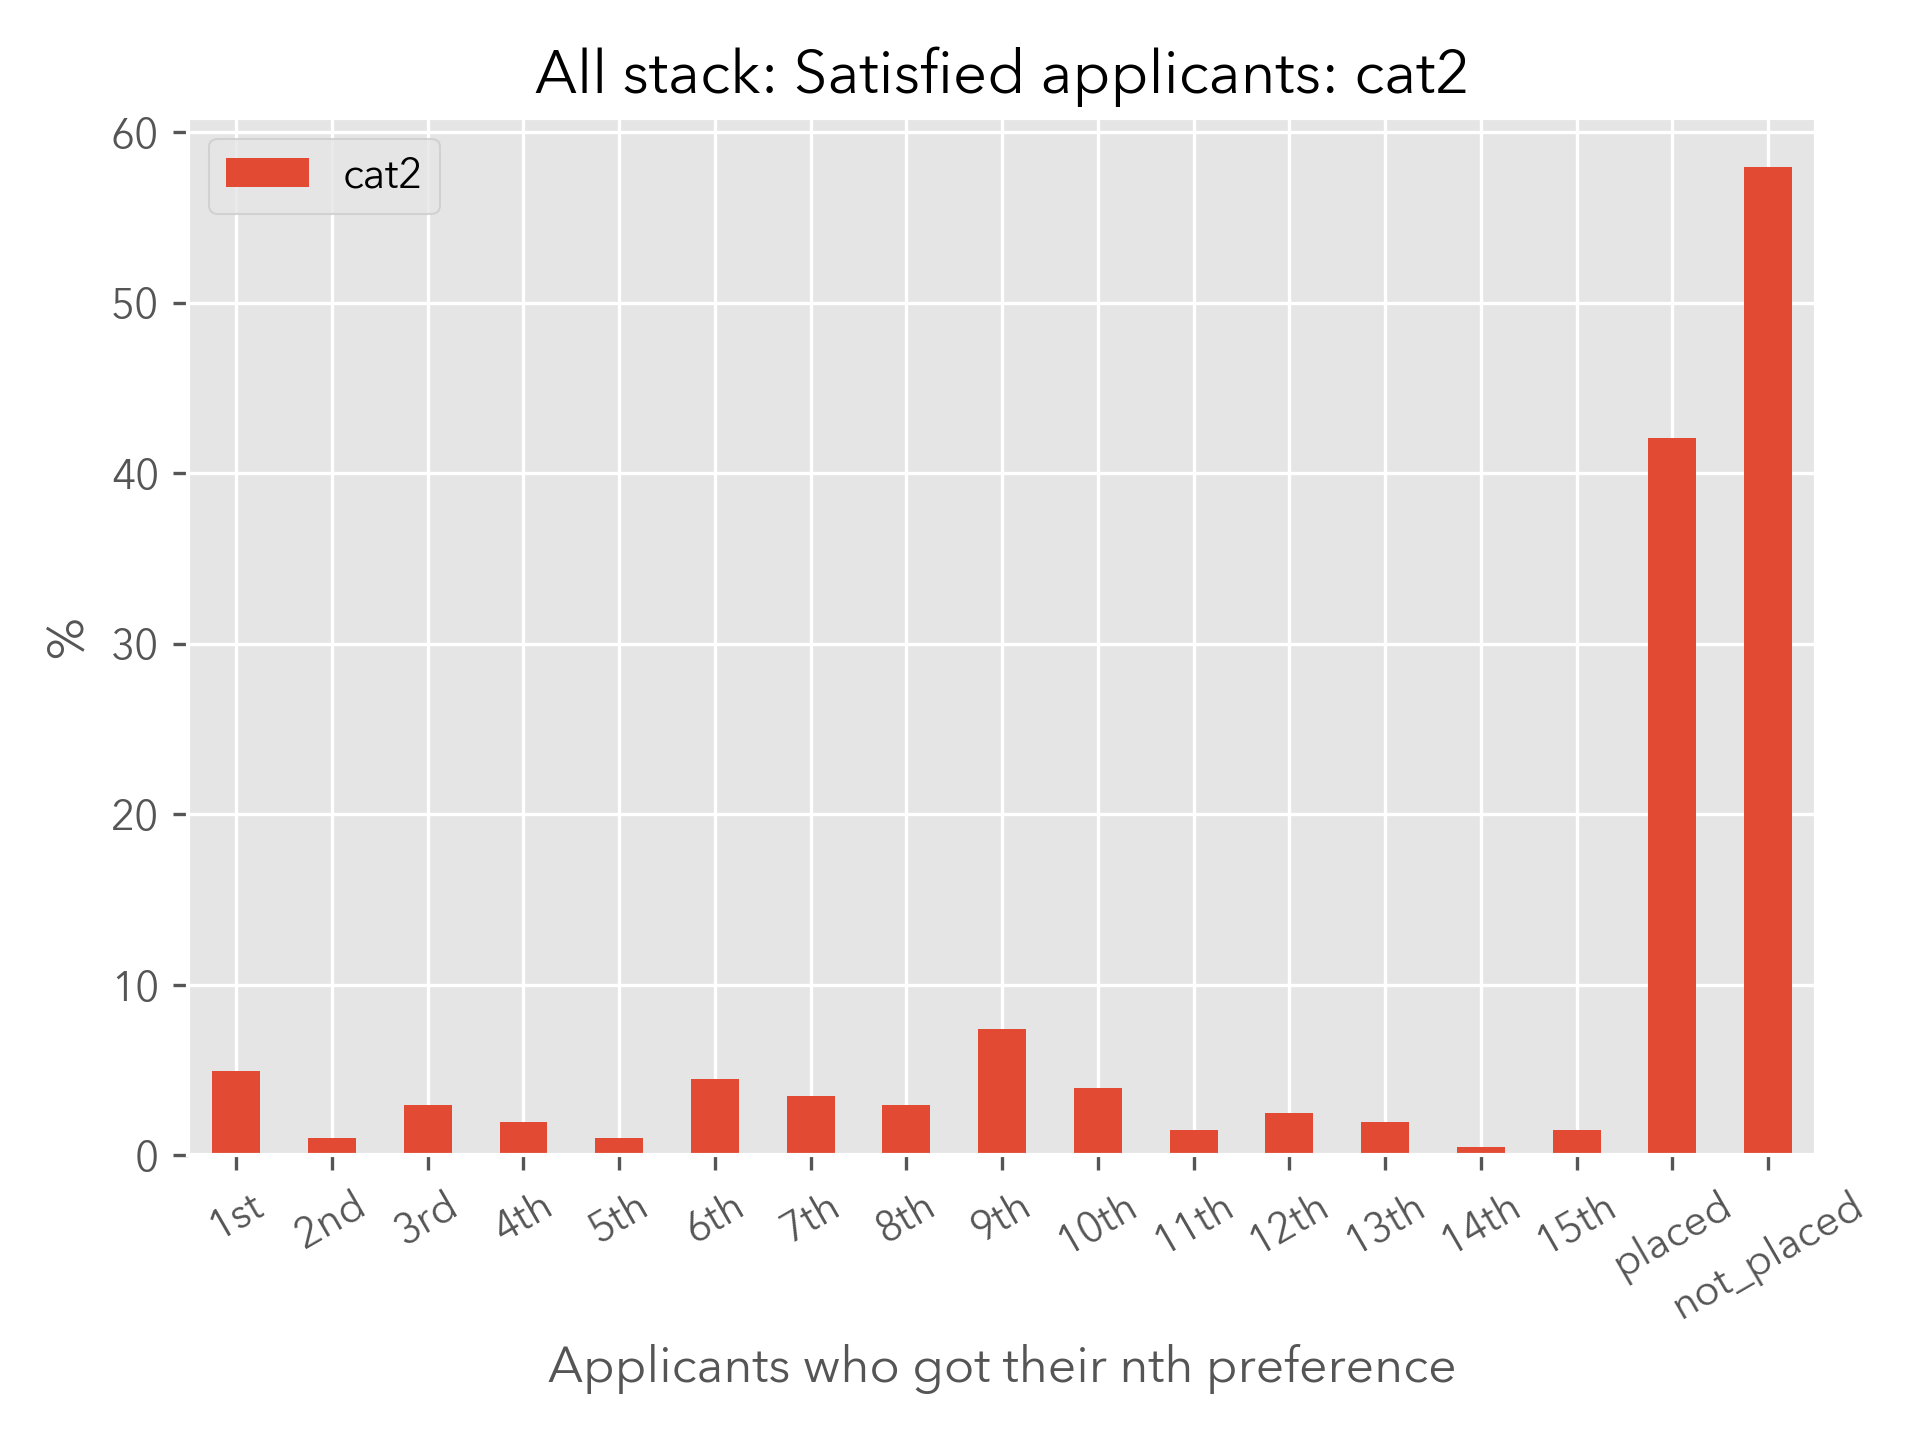 All stack: Satisfied applicants: cat2
cat2
60
50
40
30
20
10
0
%
1st 2nd 3rd 4th 5th 6th 7th 8th 9th 10th 11th 12th 13th 14th 15th placed not_placed
Applicants who got their nth preference